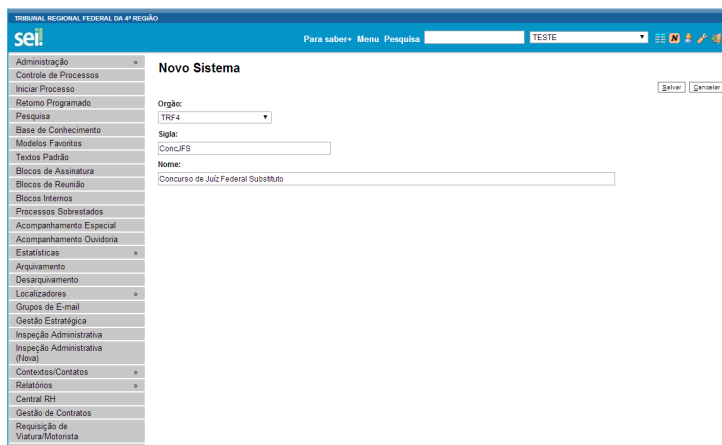 TRIBUNAL REGIONAL FEDERAL DA 4ª REGIÃO
sei!
Para saber+ Menu Pesquisa
TESTE
N
Administração »
Controle de Processos
Iniciar Processo
Retorno Programado
Pesquisa
Base de Conhecimento
Modelos Favoritos
Textos Padrão
Blocos de Assinatura
Blocos de Reunião
Blocos Internos
Processos Sobrestados
Acompanhamento Especial
Acompanhamento Ouvidoria
Estatísticas »
Arquivamento
Desarquivamento
Localizadores »
Grupos de E-mail
Gestão Estratégica
Inspeção Administrativa
Inspeção Administrativa
(Nova)
Contextos/Contatos »
Relatórios »
Central RH
Gestão de Contratos
Requisição de
Viatura/Motorista
Novo Sistema
Salvar Cancelar
Orgão:
TRF4
Sigla:
ConcJFS
Nome:
Concurso de Juíz Federal Substituto